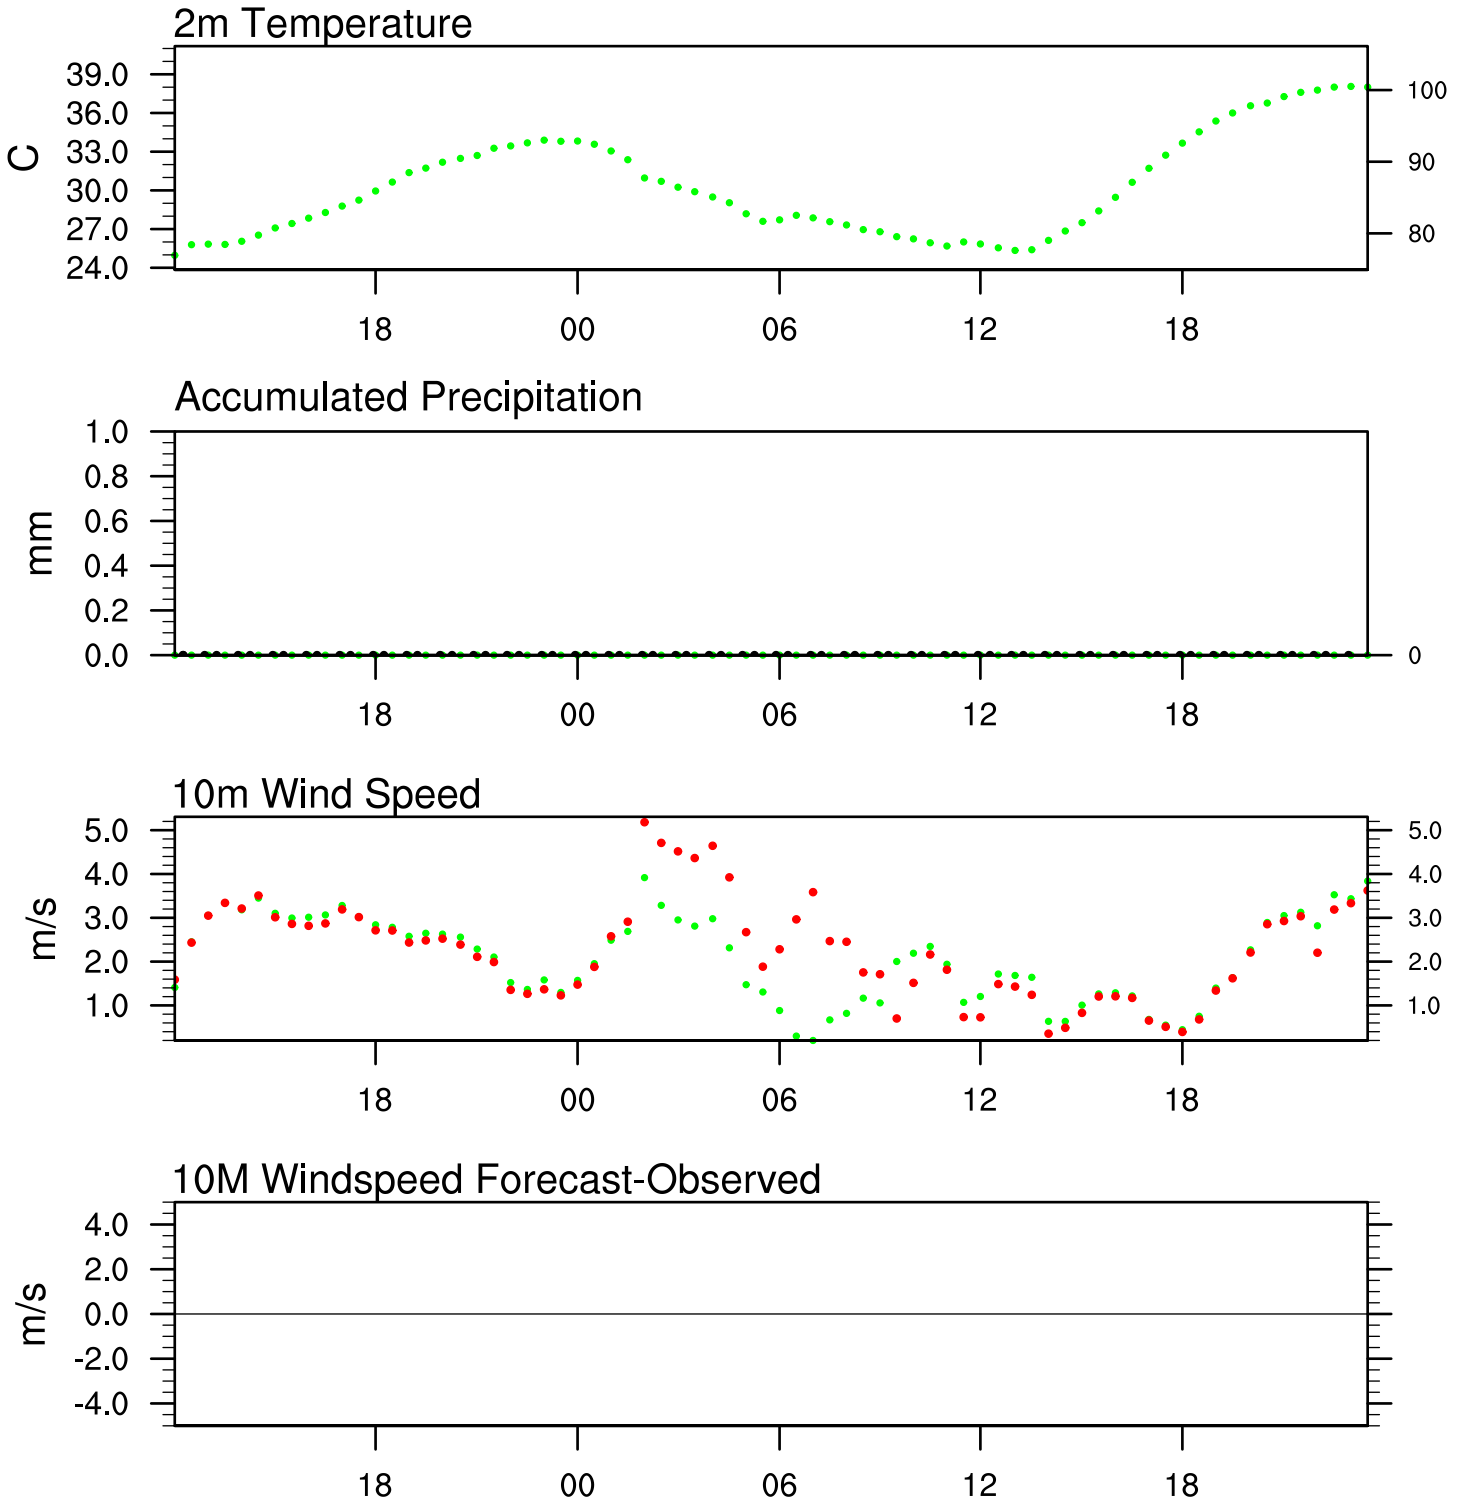 2m Temperature
39.0
36.0
33.0
30.0
27.0
24.0
C
100
90
80
18 00 06 12 18
Accumulated Precipitation
1.0
0.8
0.6
0.4
0.2
0.0
mm
0
18 00 06 12 18
10m Wind Speed
5.0 5.0
4.0 4.0
3.0 3.0
2.0 2.0
1.0 1.0
m/s
18 00 06 12 18
10M Windspeed Forecast-Observed
4.0
2.0
0.0
-2.0
-4.0
m/s
18 00 06 12 18